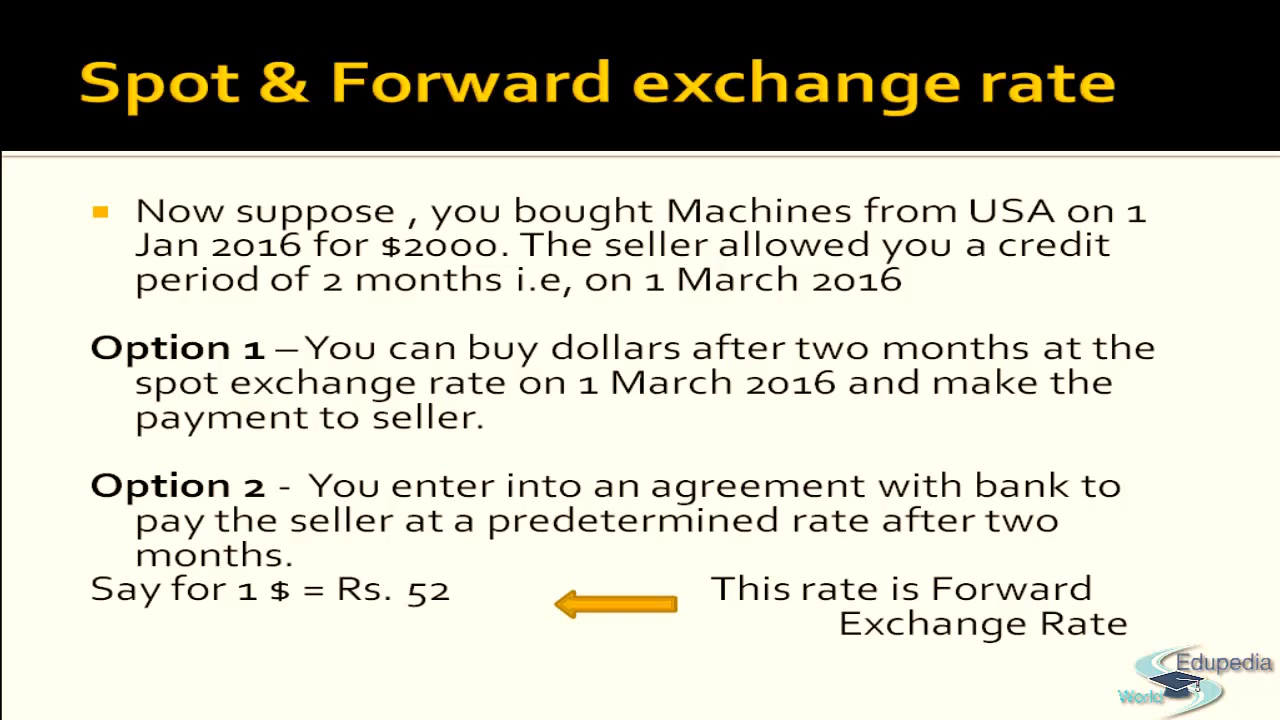 Spot & Forward exchange rate
Now suppose , you bought Machines from USA on 1
Jan 2016 for $2000. The seller allowed you a credit
period of 2 months i.e, on 1 March 2016
Option 1 – You can buy dollars after two months at the
spot exchange rate on 1 March 2016 and make the
payment to seller.
Option 2 - You enter into an agreement with bank to
pay the seller at a predetermined rate after two
months.
Say for 1 $ = Rs. 52 This rate is Forward
Exchange Rate
Edupedia
World